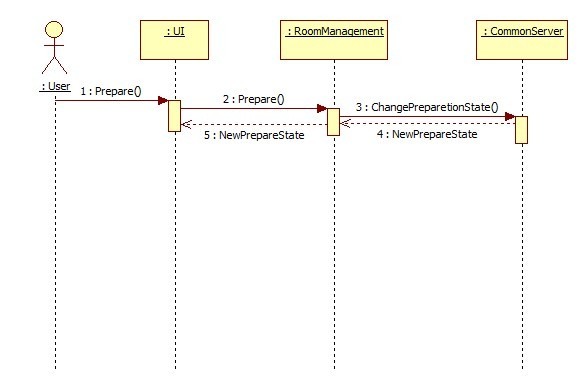 : UI
: RoomManagement
: CommonServer
: User
1 : Prepare()
2 : Prepare()
3 : ChangePreparetionState()
5 : NewPrepareState
4 : NewPrepareState